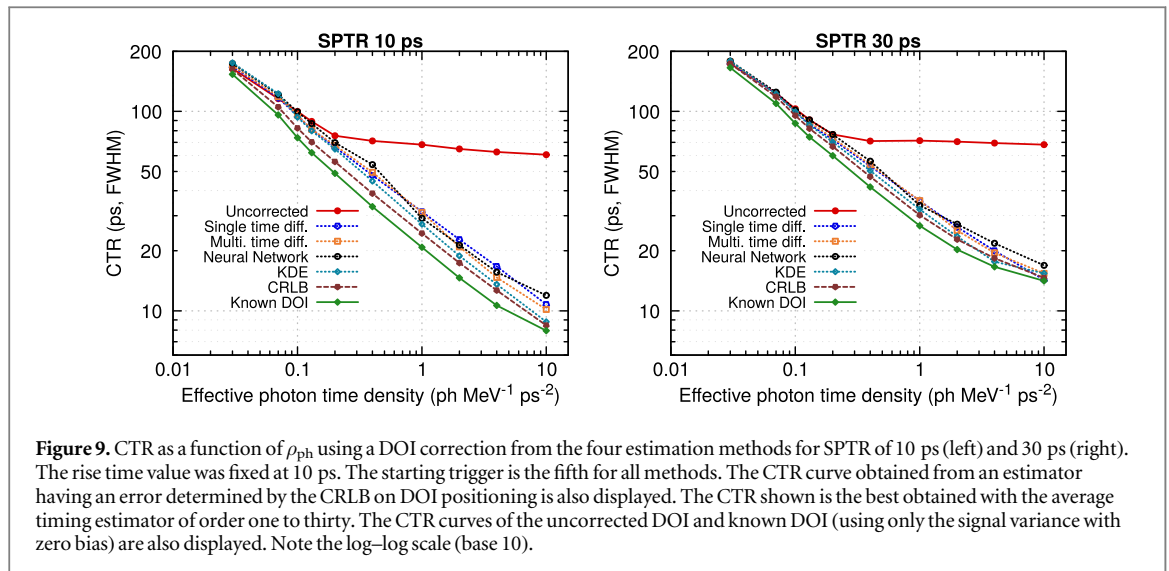 SPTR 10 ps
200
100
50
20
10
CTR (ps, FWHM)
Uncorrected
Single time diff.
Multi. time diff.
Neural Network
KDE
CRLB
Known DOI
0.01 0.1 1 10
Effective photon time density (ph MeV⁻¹ ps⁻²)
SPTR 30 ps
200
100
50
20
10
CTR (ps, FWHM)
Uncorrected
Single time diff.
Multi. time diff.
Neural Network
KDE
CRLB
Known DOI
0.01 0.1 1 10
Effective photon time density (ph MeV⁻¹ ps⁻²)
Figure 9. CTR as a function of ρph using a DOI correction from the four estimation methods for SPTR of 10 ps (left) and 30 ps (right).
The rise time value was fixed at 10 ps. The starting trigger is the fifth for all methods. The CTR curve obtained from an estimator
having an error determined by the CRLB on DOI positioning is also displayed. The CTR shown is the best obtained with the average
timing estimator of order one to thirty. The CTR curves of the uncorrected DOI and known DOI (using only the signal variance with
zero bias) are also displayed. Note the log–log scale (base 10).